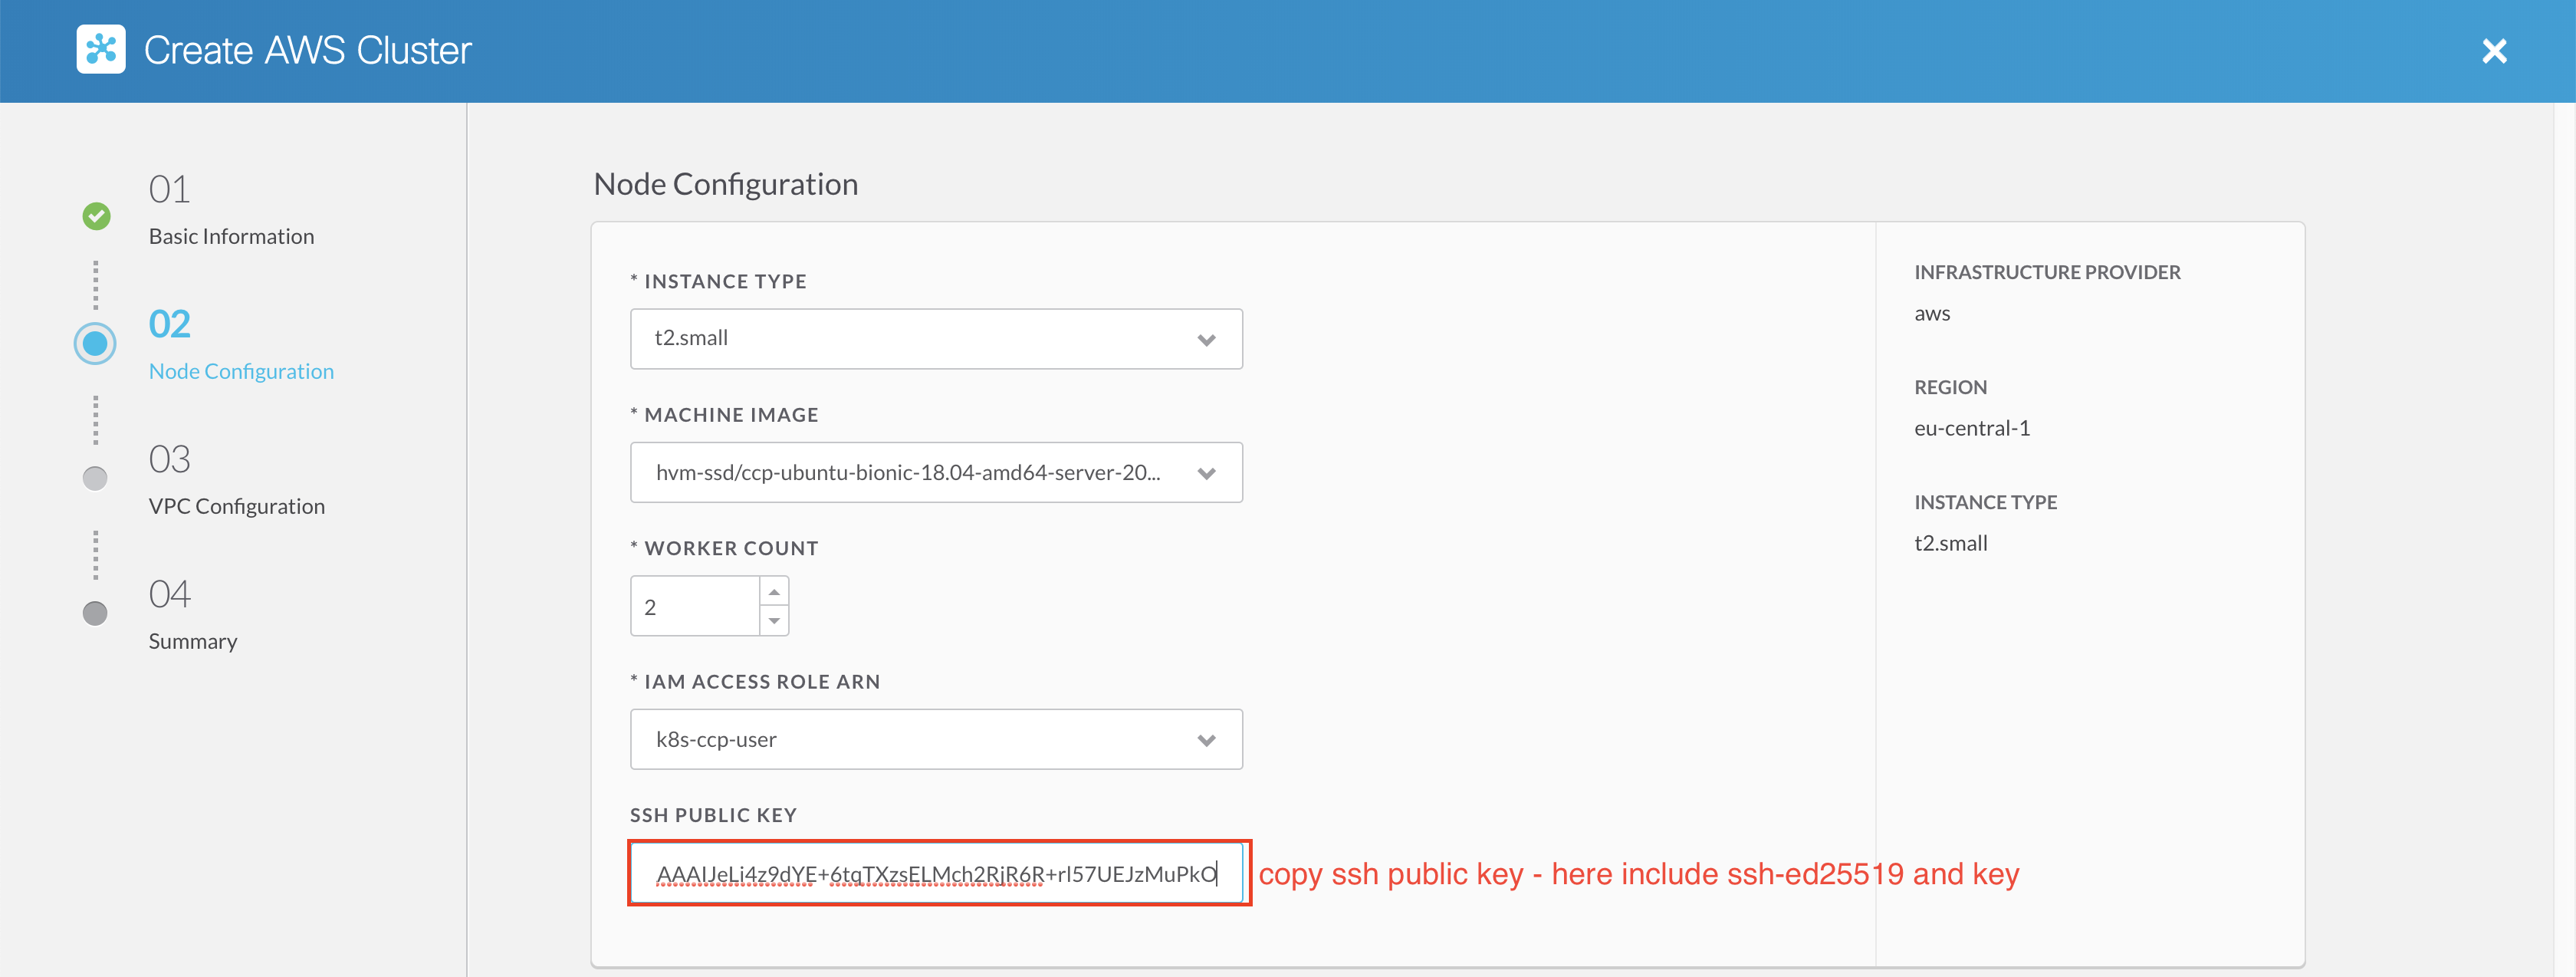 Create AWS Cluster
01
Basic Information
02
Node Configuration
03
VPC Configuration
04
Summary
Node Configuration
* INSTANCE TYPE
t2.small
* MACHINE IMAGE
hvm-ssd/ccp-ubuntu-bionic-18.04-amd64-server-20...
* WORKER COUNT
2
* IAM ACCESS ROLE ARN
k8s-ccp-user
SSH PUBLIC KEY
AAAIJeLi4z9dYE+6tqTXzsELMch2RjR6R+rl57UEJzMuPkO
copy ssh public key - here include ssh-ed25519 and key
INFRASTRUCTURE PROVIDER
aws
REGION
eu-central-1
INSTANCE TYPE
t2.small